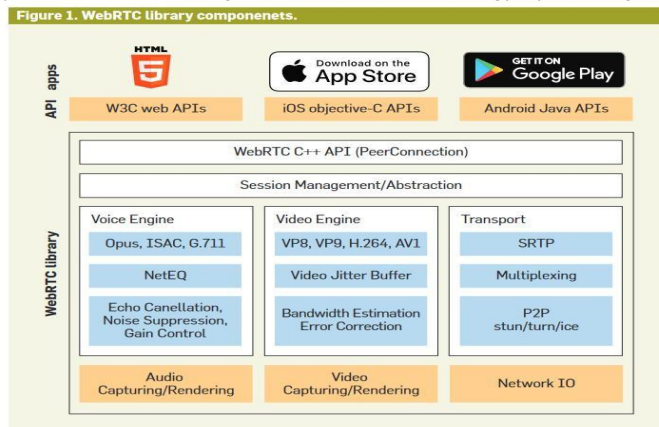 Figure 1. WebRTC library componenets.
API apps
HTML
5
Download on the
App Store
GET IT ON
Google Play
W3C web APIs
iOS objective-C APIs
Android Java APIs
WebRTC library
WebRTC C++ API (PeerConnection)
Session Management/Abstraction
Voice Engine
Opus, ISAC, G.711
NetEQ
Echo Canellation,
Noise Suppression,
Gain Control
Video Engine
VP8, VP9, H.264, AV1
Video Jitter Buffer
Bandwidth Estimation
Error Correction
Transport
SRTP
Multiplexing
P2P
stun/turn/ice
Audio
Capturing/Rendering
Video
Capturing/Rendering
Network IO